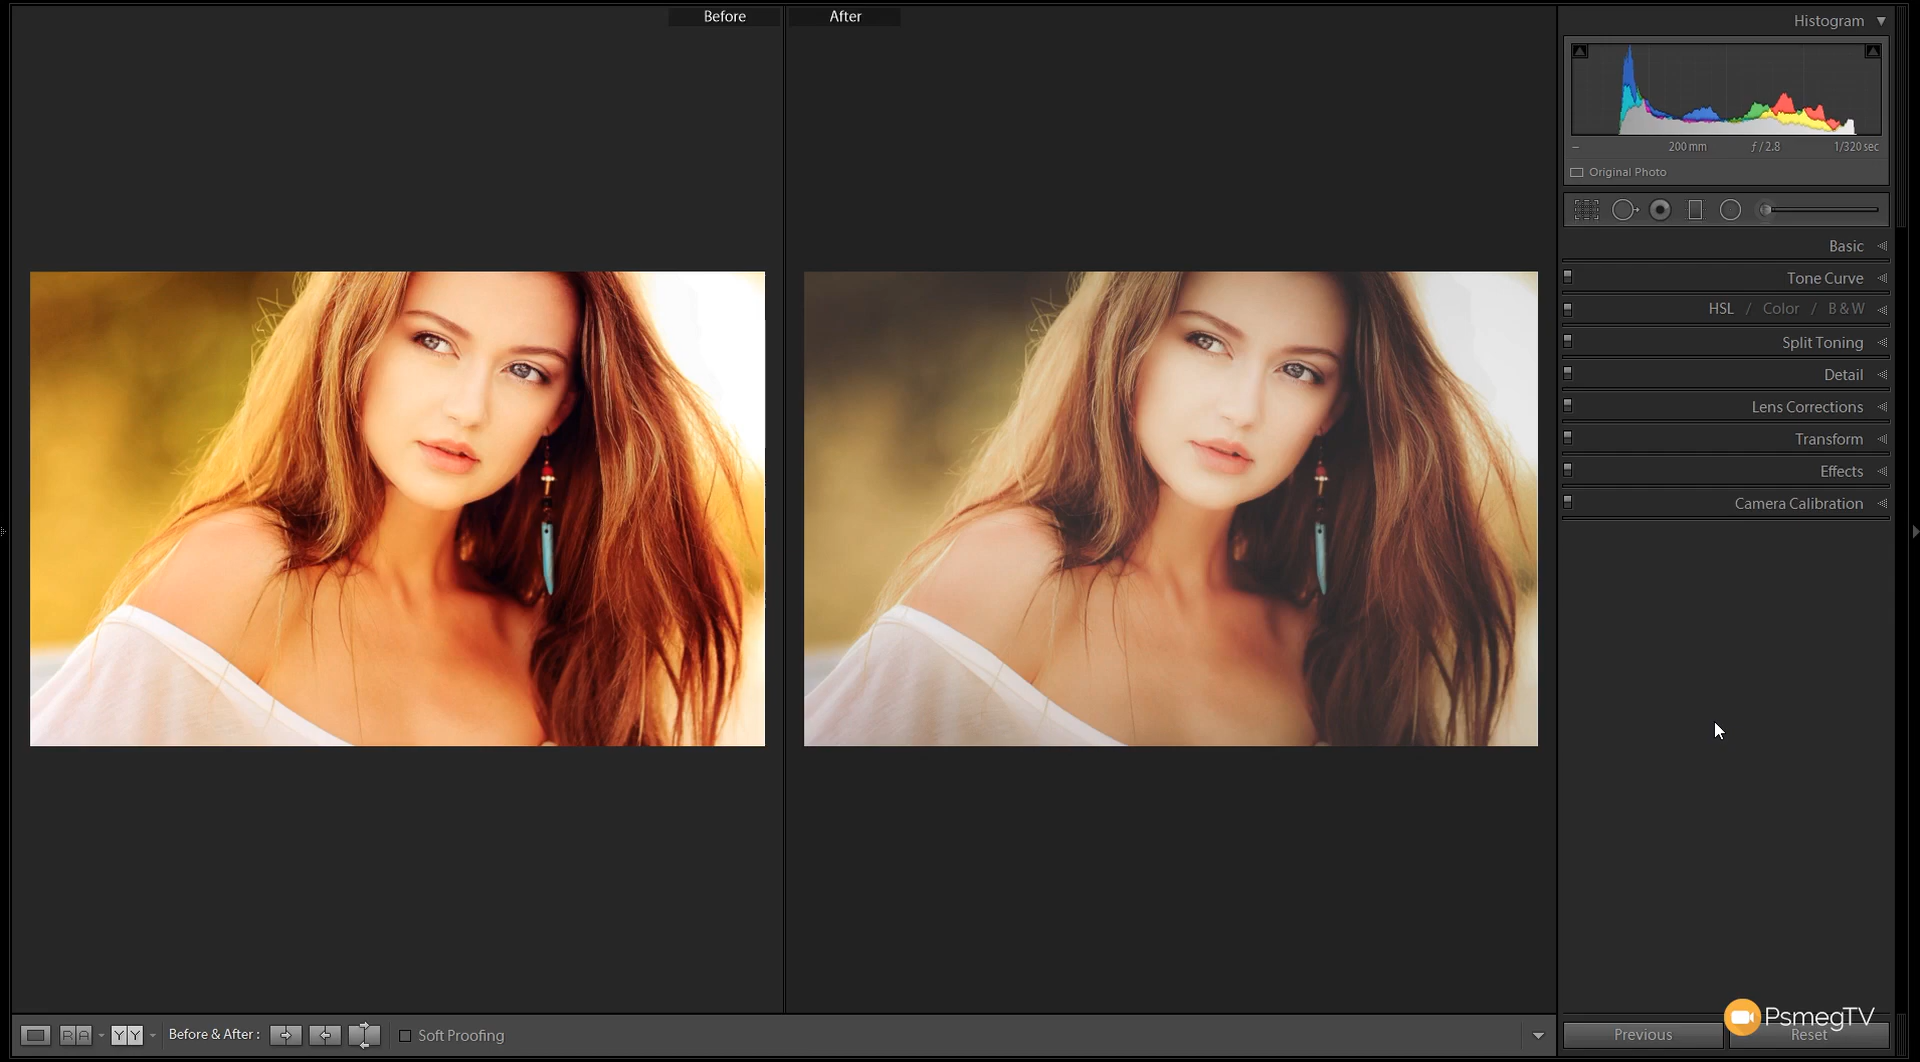 Before
After
Histogram
200 mm
ƒ / 2.8
1/320 sec
Original Photo
Basic
Tone Curve
HSL / Color / B & W
Split Toning
Detail
Lens Corrections
Transform
Effects
Camera Calibration
R A
Y Y
Before & After :
Soft Proofing
PsmegTV
Previous
Reset